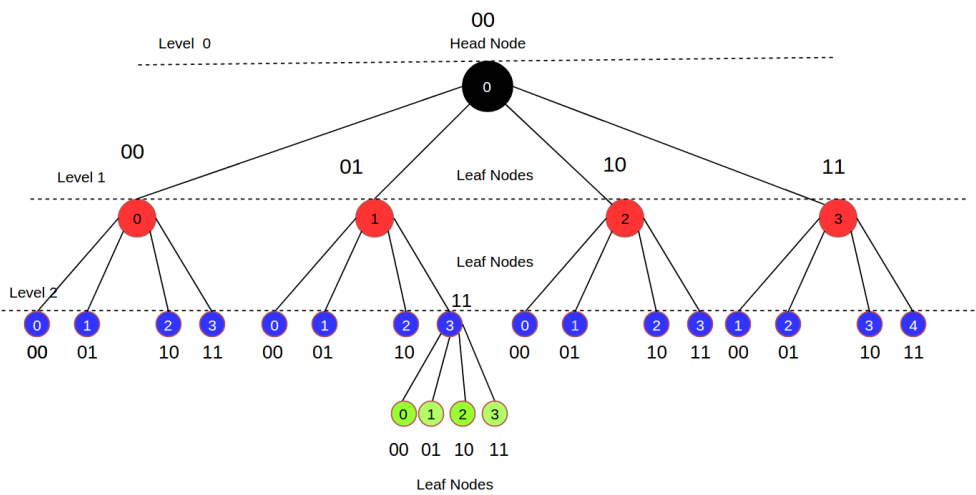 00
Level 0
Head Node
0
00
01
10
11
Level 1
Leaf Nodes
0
1
2
3
Leaf Nodes
Level 2
11
0 1 2 3 0 1 2 3 0 1 2 3 1 2 3 4
00 01 10 11 00 01 10 00 01 10 11 00 01 10 11
0 1 2 3
00 01 10 11
Leaf Nodes